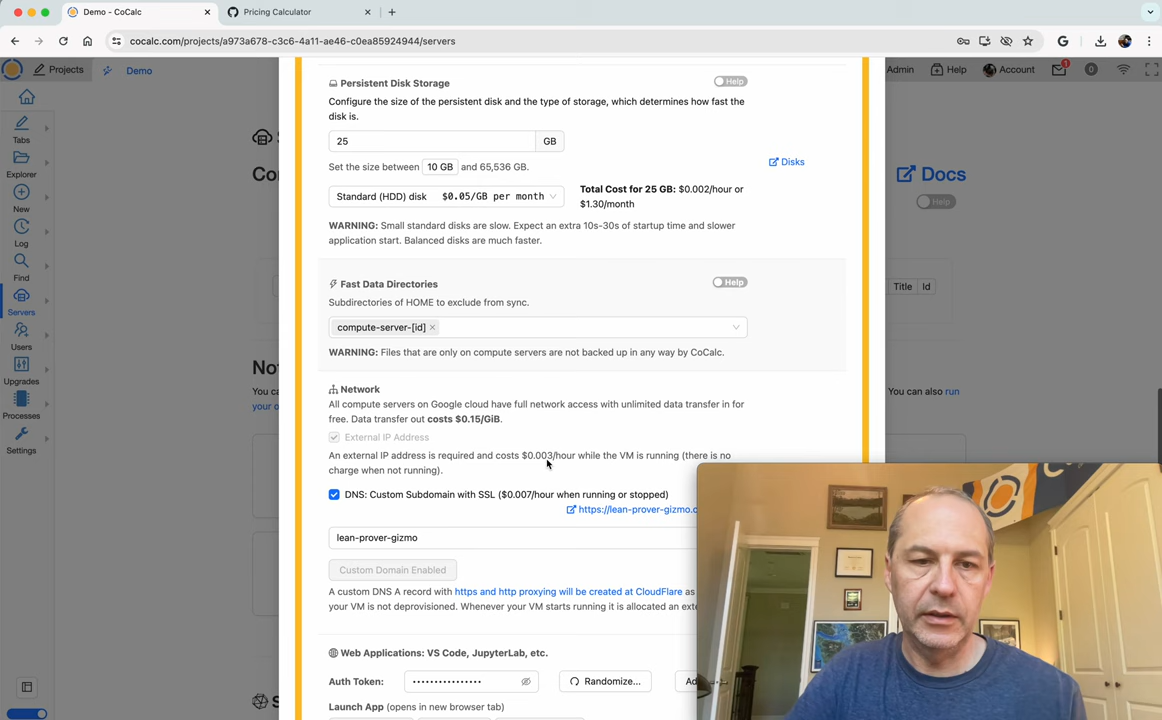 Demo - CoCalc
Pricing Calculator
cocalc.com/projects/a973a678-c3c6-4a11-ae46-c0ea85924944/servers
Projects
Demo
Admin
Help
Account
1
0
Tabs
Explorer
New
Log
Find
Servers
Users
Upgrades
Processes
Settings
Docs
Help
Title
Id
You can also run
your o
Persistent Disk Storage
Help
Configure the size of the persistent disk and the type of storage, which determines how fast the
disk is.
25
GB
Set the size between 10 GB and 65,536 GB.
Disks
Standard (HDD) disk $0.05/GB per month
Total Cost for 25 GB: $0.002/hour or
$1.30/month
WARNING: Small standard disks are slow. Expect an extra 10s-30s of startup time and slower
application start. Balanced disks are much faster.
Fast Data Directories
Help
Subdirectories of HOME to exclude from sync.
compute-server-[id]
WARNING: Files that are only on compute servers are not backed up in any way by CoCalc.
Network
All compute servers on Google cloud have full network access with unlimited data transfer in for
free. Data transfer out costs $0.15/GiB.
External IP Address
An external IP address is required and costs $0.003/hour while the VM is running (there is no
charge when not running).
DNS: Custom Subdomain with SSL ($0.007/hour when running or stopped)
https://lean-prover-gizmo.c
lean-prover-gizmo
Custom Domain Enabled
A custom DNS A record with https and http proxying will be created at CloudFlare as
your VM is not deprovisioned. Whenever your VM starts running it is allocated an exte
Web Applications: VS Code, JupyterLab, etc.
Auth Token:
Randomize...
Launch App (opens in new browser tab)